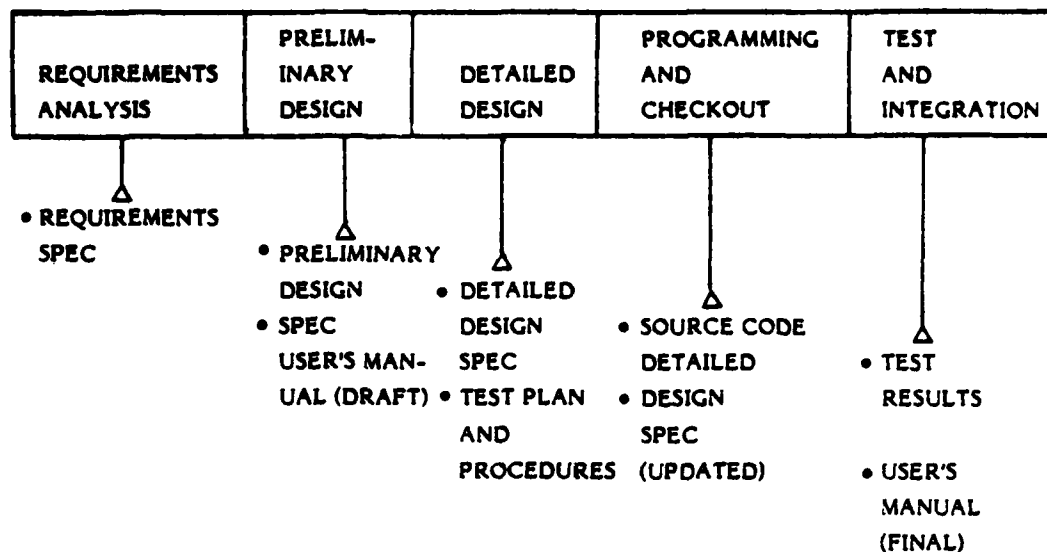 REQUIREMENTS
ANALYSIS
PRELIM-
INARY
DESIGN
DETAILED
DESIGN
PROGRAMMING
AND
CHECKOUT
TEST
AND
INTEGRATION
• REQUIREMENTS
SPEC
• PRELIMINARY
DESIGN
• SPEC
USER'S MAN-
UAL (DRAFT)
• DETAILED
DESIGN
SPEC
• TEST PLAN
AND
PROCEDURES
• SOURCE CODE
DETAILED
• DESIGN
SPEC
(UPDATED)
• TEST
RESULTS
• USER'S
MANUAL
(FINAL)